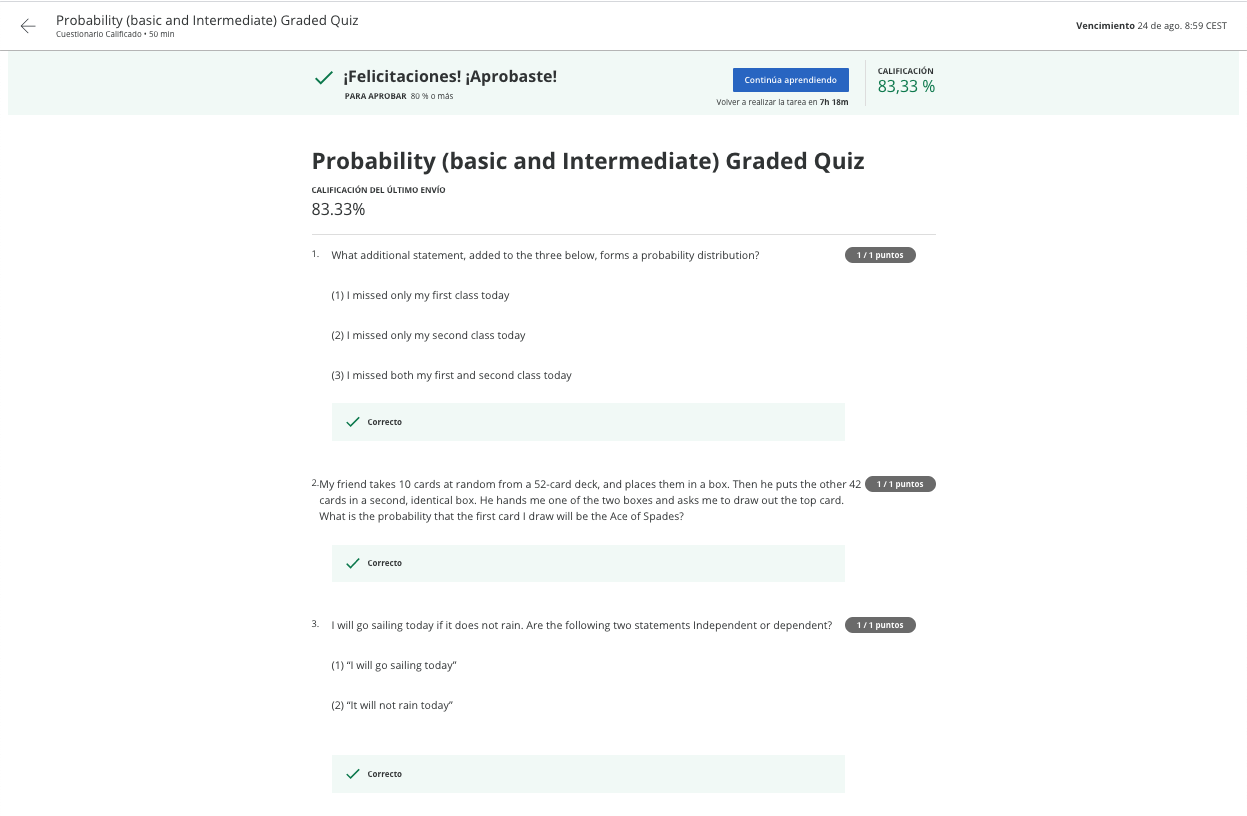 Probability (basic and Intermediate) Graded Quiz
Cuestionario Calificado • 50 min
Vencimiento 24 de ago. 8:59 CEST
¡Felicitaciones! ¡Aprobaste!
PARA APROBAR 80 % o más
Continúa aprendiendo
Volver a realizar la tarea en 7h 18m
CALIFICACIÓN
83,33 %
Probability (basic and Intermediate) Graded Quiz
CALIFICACIÓN DEL ÚLTIMO ENVÍO
83.33%
1. What additional statement, added to the three below, forms a probability distribution? 1 / 1 puntos
(1) I missed only my first class today
(2) I missed only my second class today
(3) I missed both my first and second class today
Correcto
2. My friend takes 10 cards at random from a 52-card deck, and places them in a box. Then he puts the other 42 1 / 1 puntos
cards in a second, identical box. He hands me one of the two boxes and asks me to draw out the top card.
What is the probability that the first card I draw will be the Ace of Spades?
Correcto
3. I will go sailing today if it does not rain. Are the following two statements Independent or dependent? 1 / 1 puntos
(1) “I will go sailing today”
(2) “It will not rain today”
Correcto